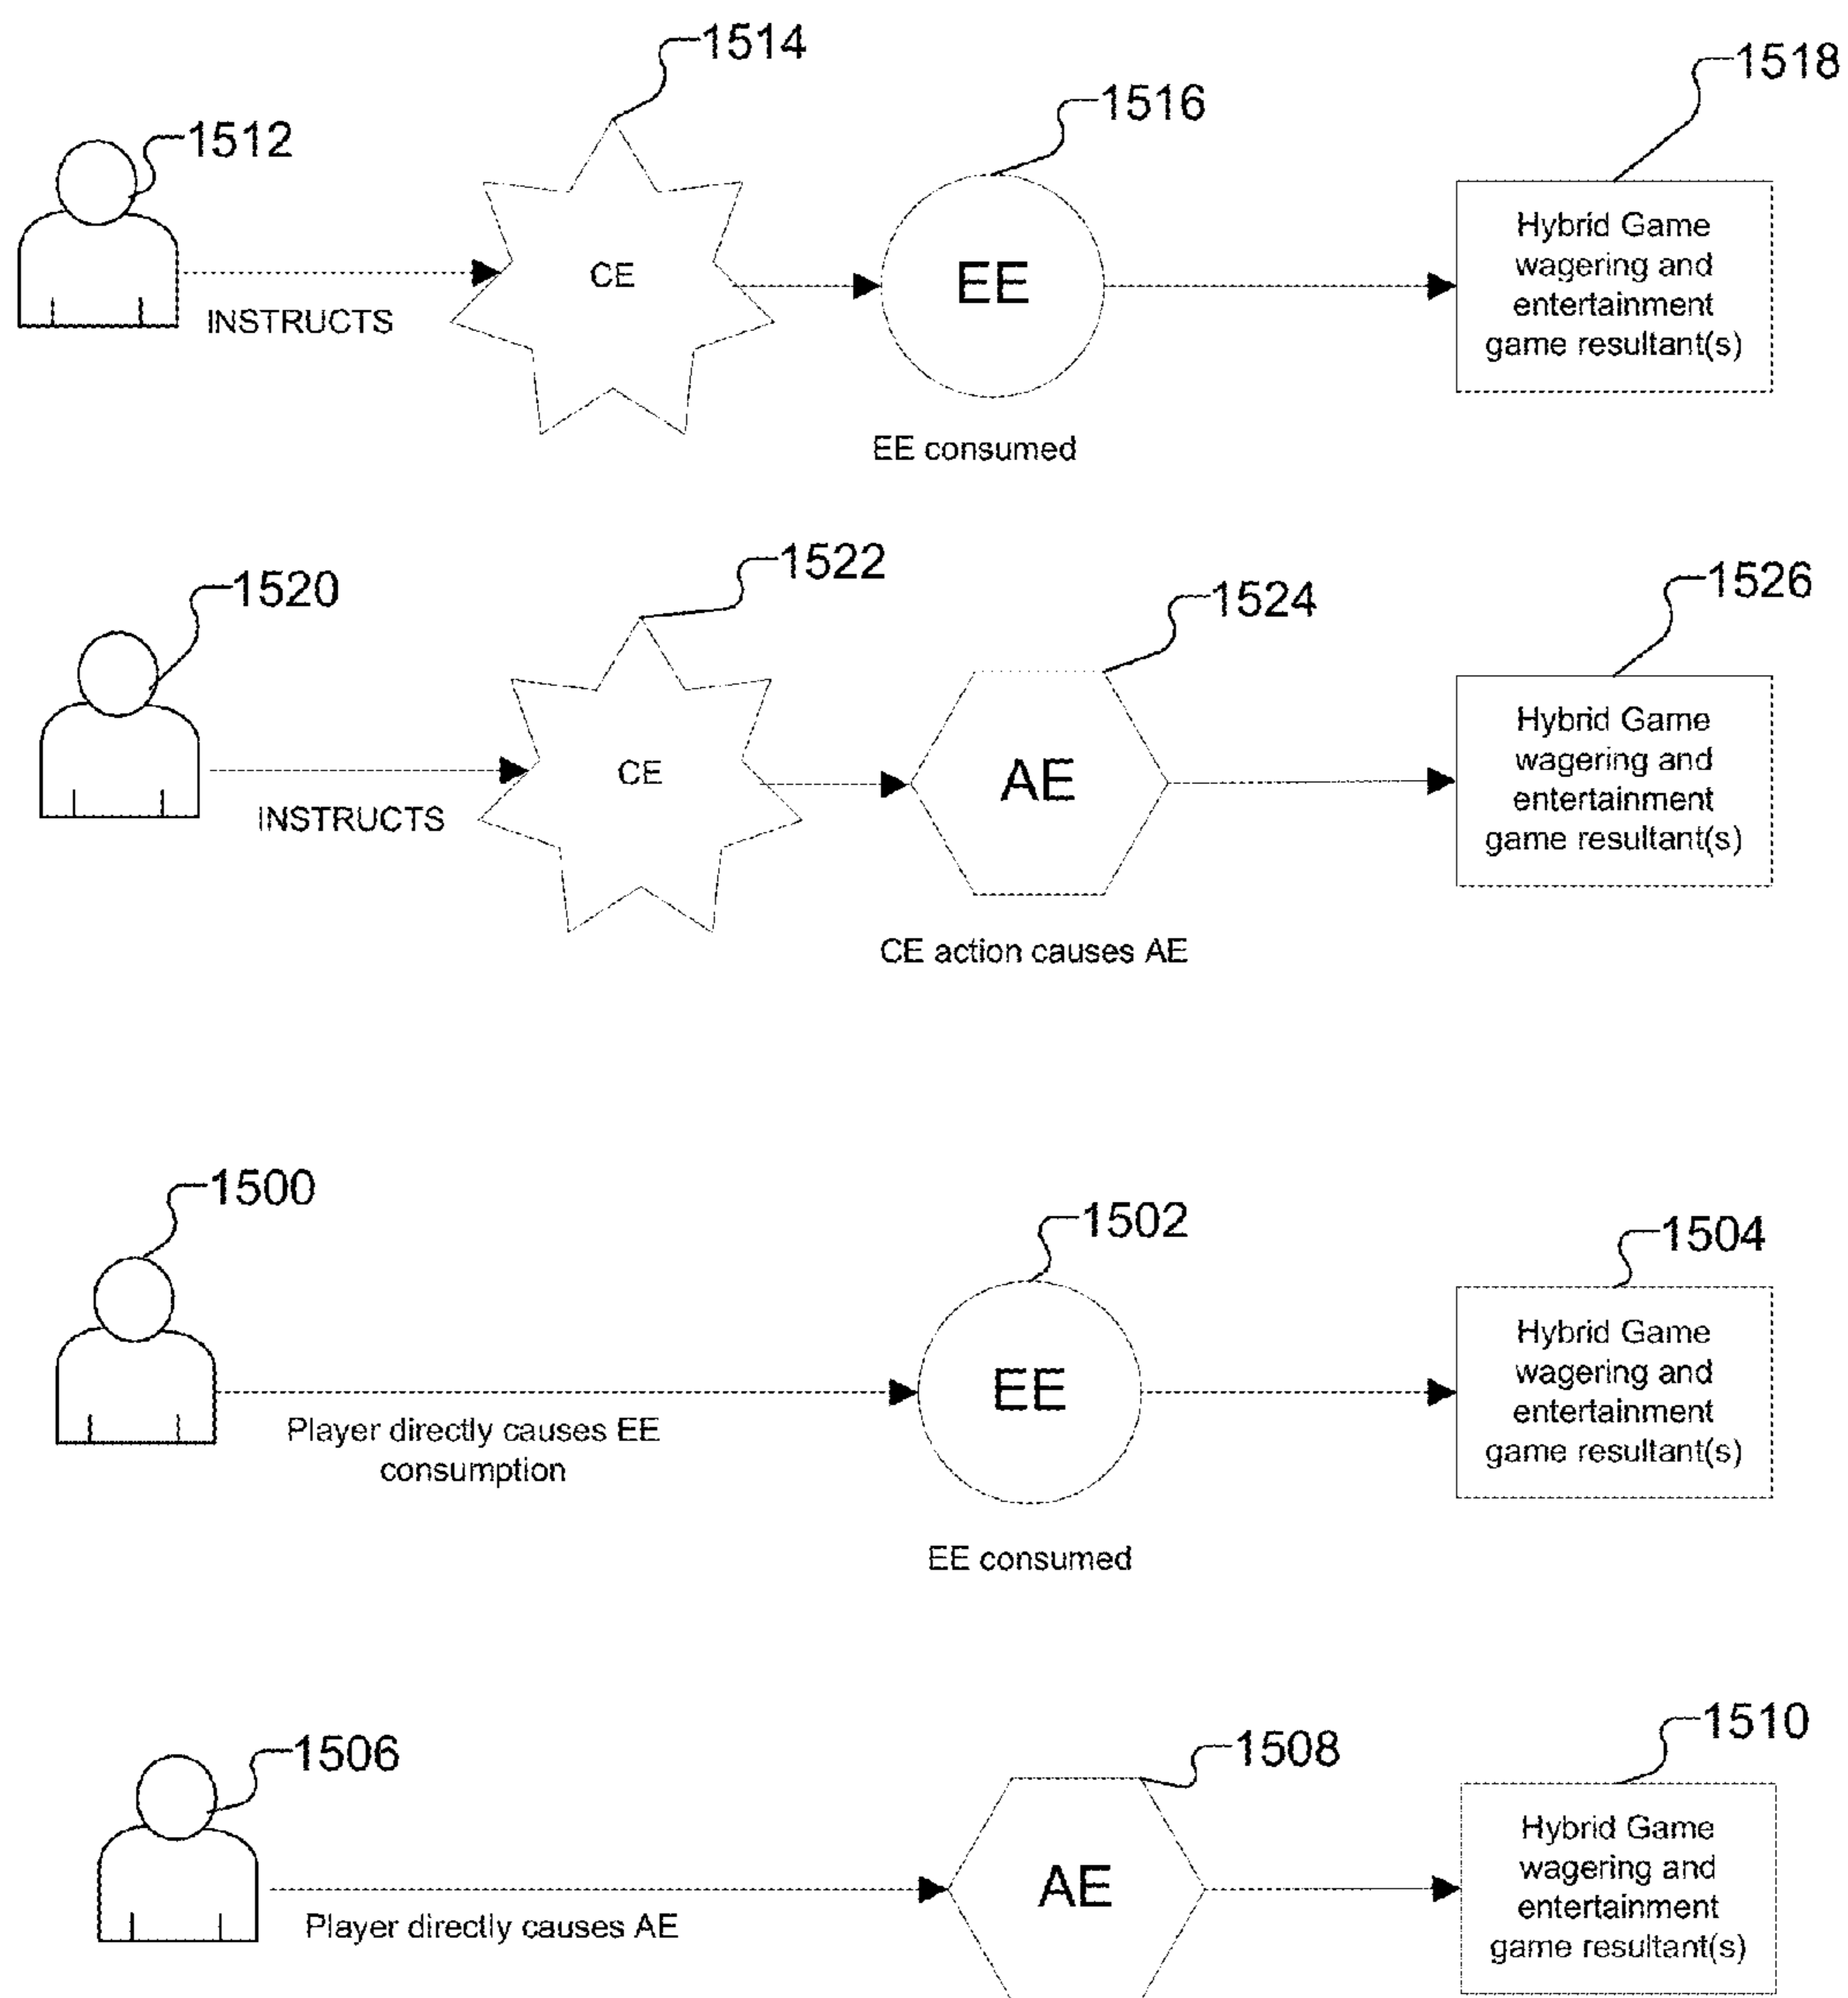 1514
1518
1516
1512
CE
EE
Hybrid Game
wagering and
entertainment
game resultant(s)
INSTRUCTS
EE consumed
1522
1526
1520
1524
CE
AE
Hybrid Game
wagering and
entertainment
game resultant(s)
INSTRUCTS
CE action causes AE
1500
1502
1504
EE
Hybrid Game
wagering and
entertainment
game resultant(s)
Player directly causes EE
consumption
EE consumed
1510
1506
1508
AE
Hybrid Game
wagering and
entertainment
game resultant(s)
Player directly causes AE